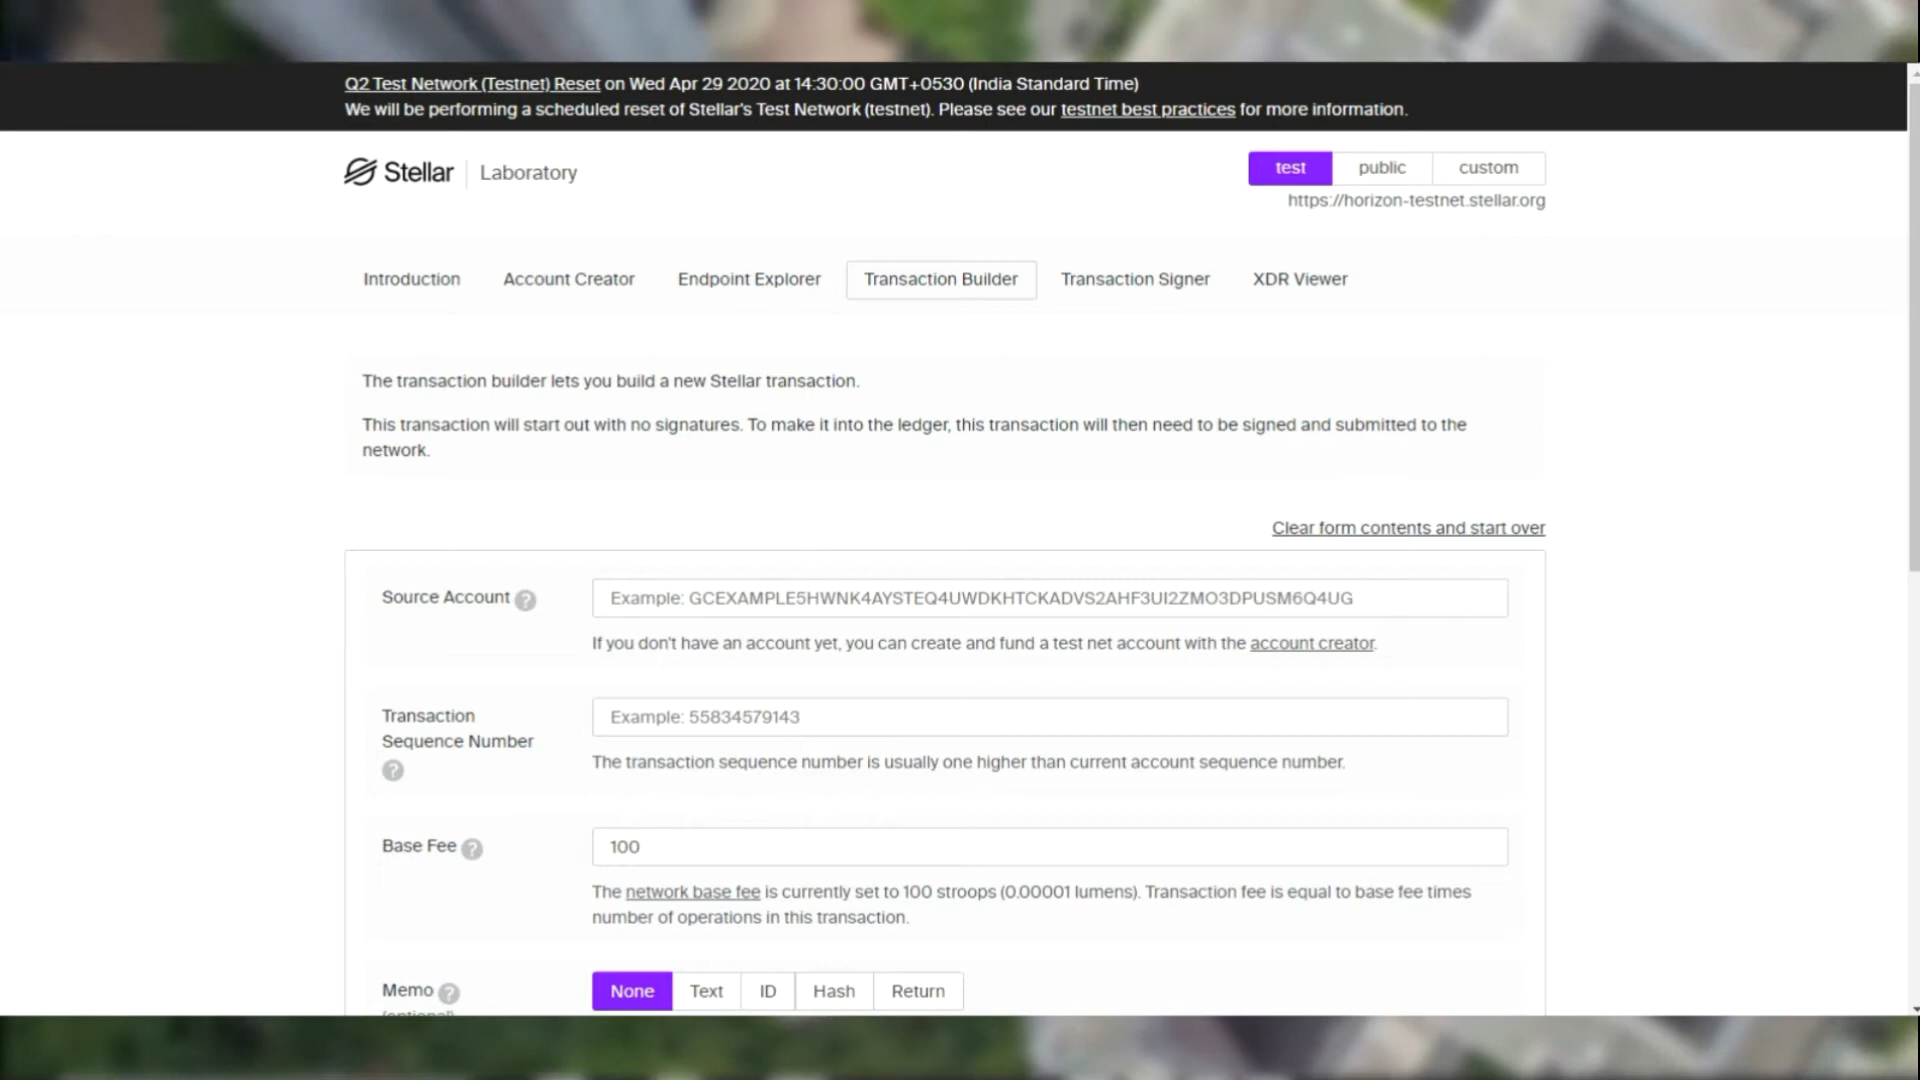 Q2 Test Network (Testnet) Reset on Wed Apr 29 2020 at 14:30:00 GMT+0530 (India Standard Time)
We will be performing a scheduled reset of Stellar's Test Network (testnet). Please see our testnet best practices for more information.
Stellar Laboratory
test public custom
https://horizon-testnet.stellar.org
Introduction Account Creator Endpoint Explorer Transaction Builder Transaction Signer XDR Viewer
The transaction builder lets you build a new Stellar transaction.
This transaction will start out with no signatures. To make it into the ledger, this transaction will then need to be signed and submitted to the
network.
Clear form contents and start over
Source Account ? Example: GCEXAMPLE5HWNK4AYSTEQ4UWDKHTCKADVS2AHF3UI2ZMO3DPUSM6Q4UG
If you don't have an account yet, you can create and fund a test net account with the account creator.
Transaction
Sequence Number
?
Example: 55834579143
The transaction sequence number is usually one higher than current account sequence number.
Base Fee ? 100
The network base fee is currently set to 100 stroops (0.00001 lumens). Transaction fee is equal to base fee times
number of operations in this transaction.
Memo ? None Text ID Hash Return
(optional)